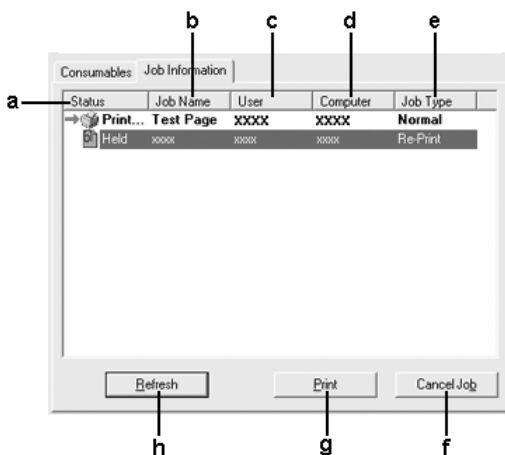 b c d e
Consumables Job Information
a Status Job Name User Computer Job Type
Print... Test Page xxxx xxxx Normal
Held xxxx xxxx xxxx Re-Print
Refresh Print Cancel Job
h g f